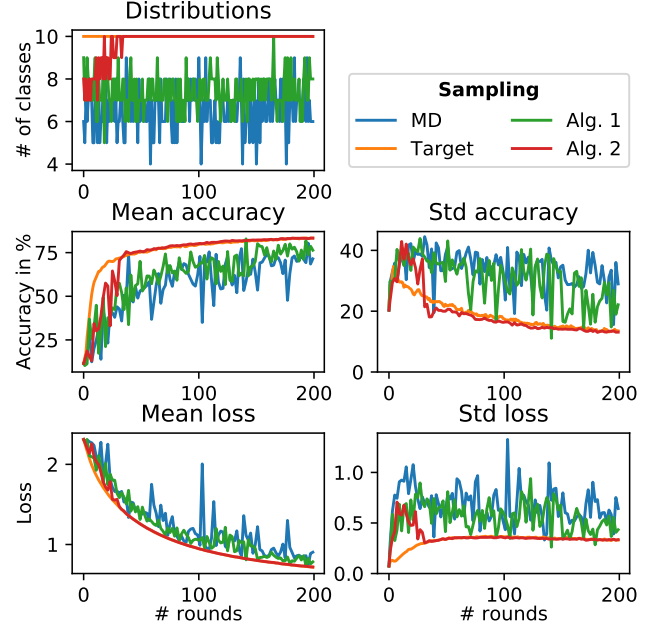 Distributions
# of classes
10
8
6
4
0 100 200
Sampling
MD Alg. 1
Target Alg. 2
Mean accuracy
Accuracy in %
75
50
25
0 100 200
Std accuracy
40
20
0
0 100 200
Mean loss
Loss
2
1
0 100 200
# rounds
Std loss
1.0
0.5
0.0
0 100 200
# rounds